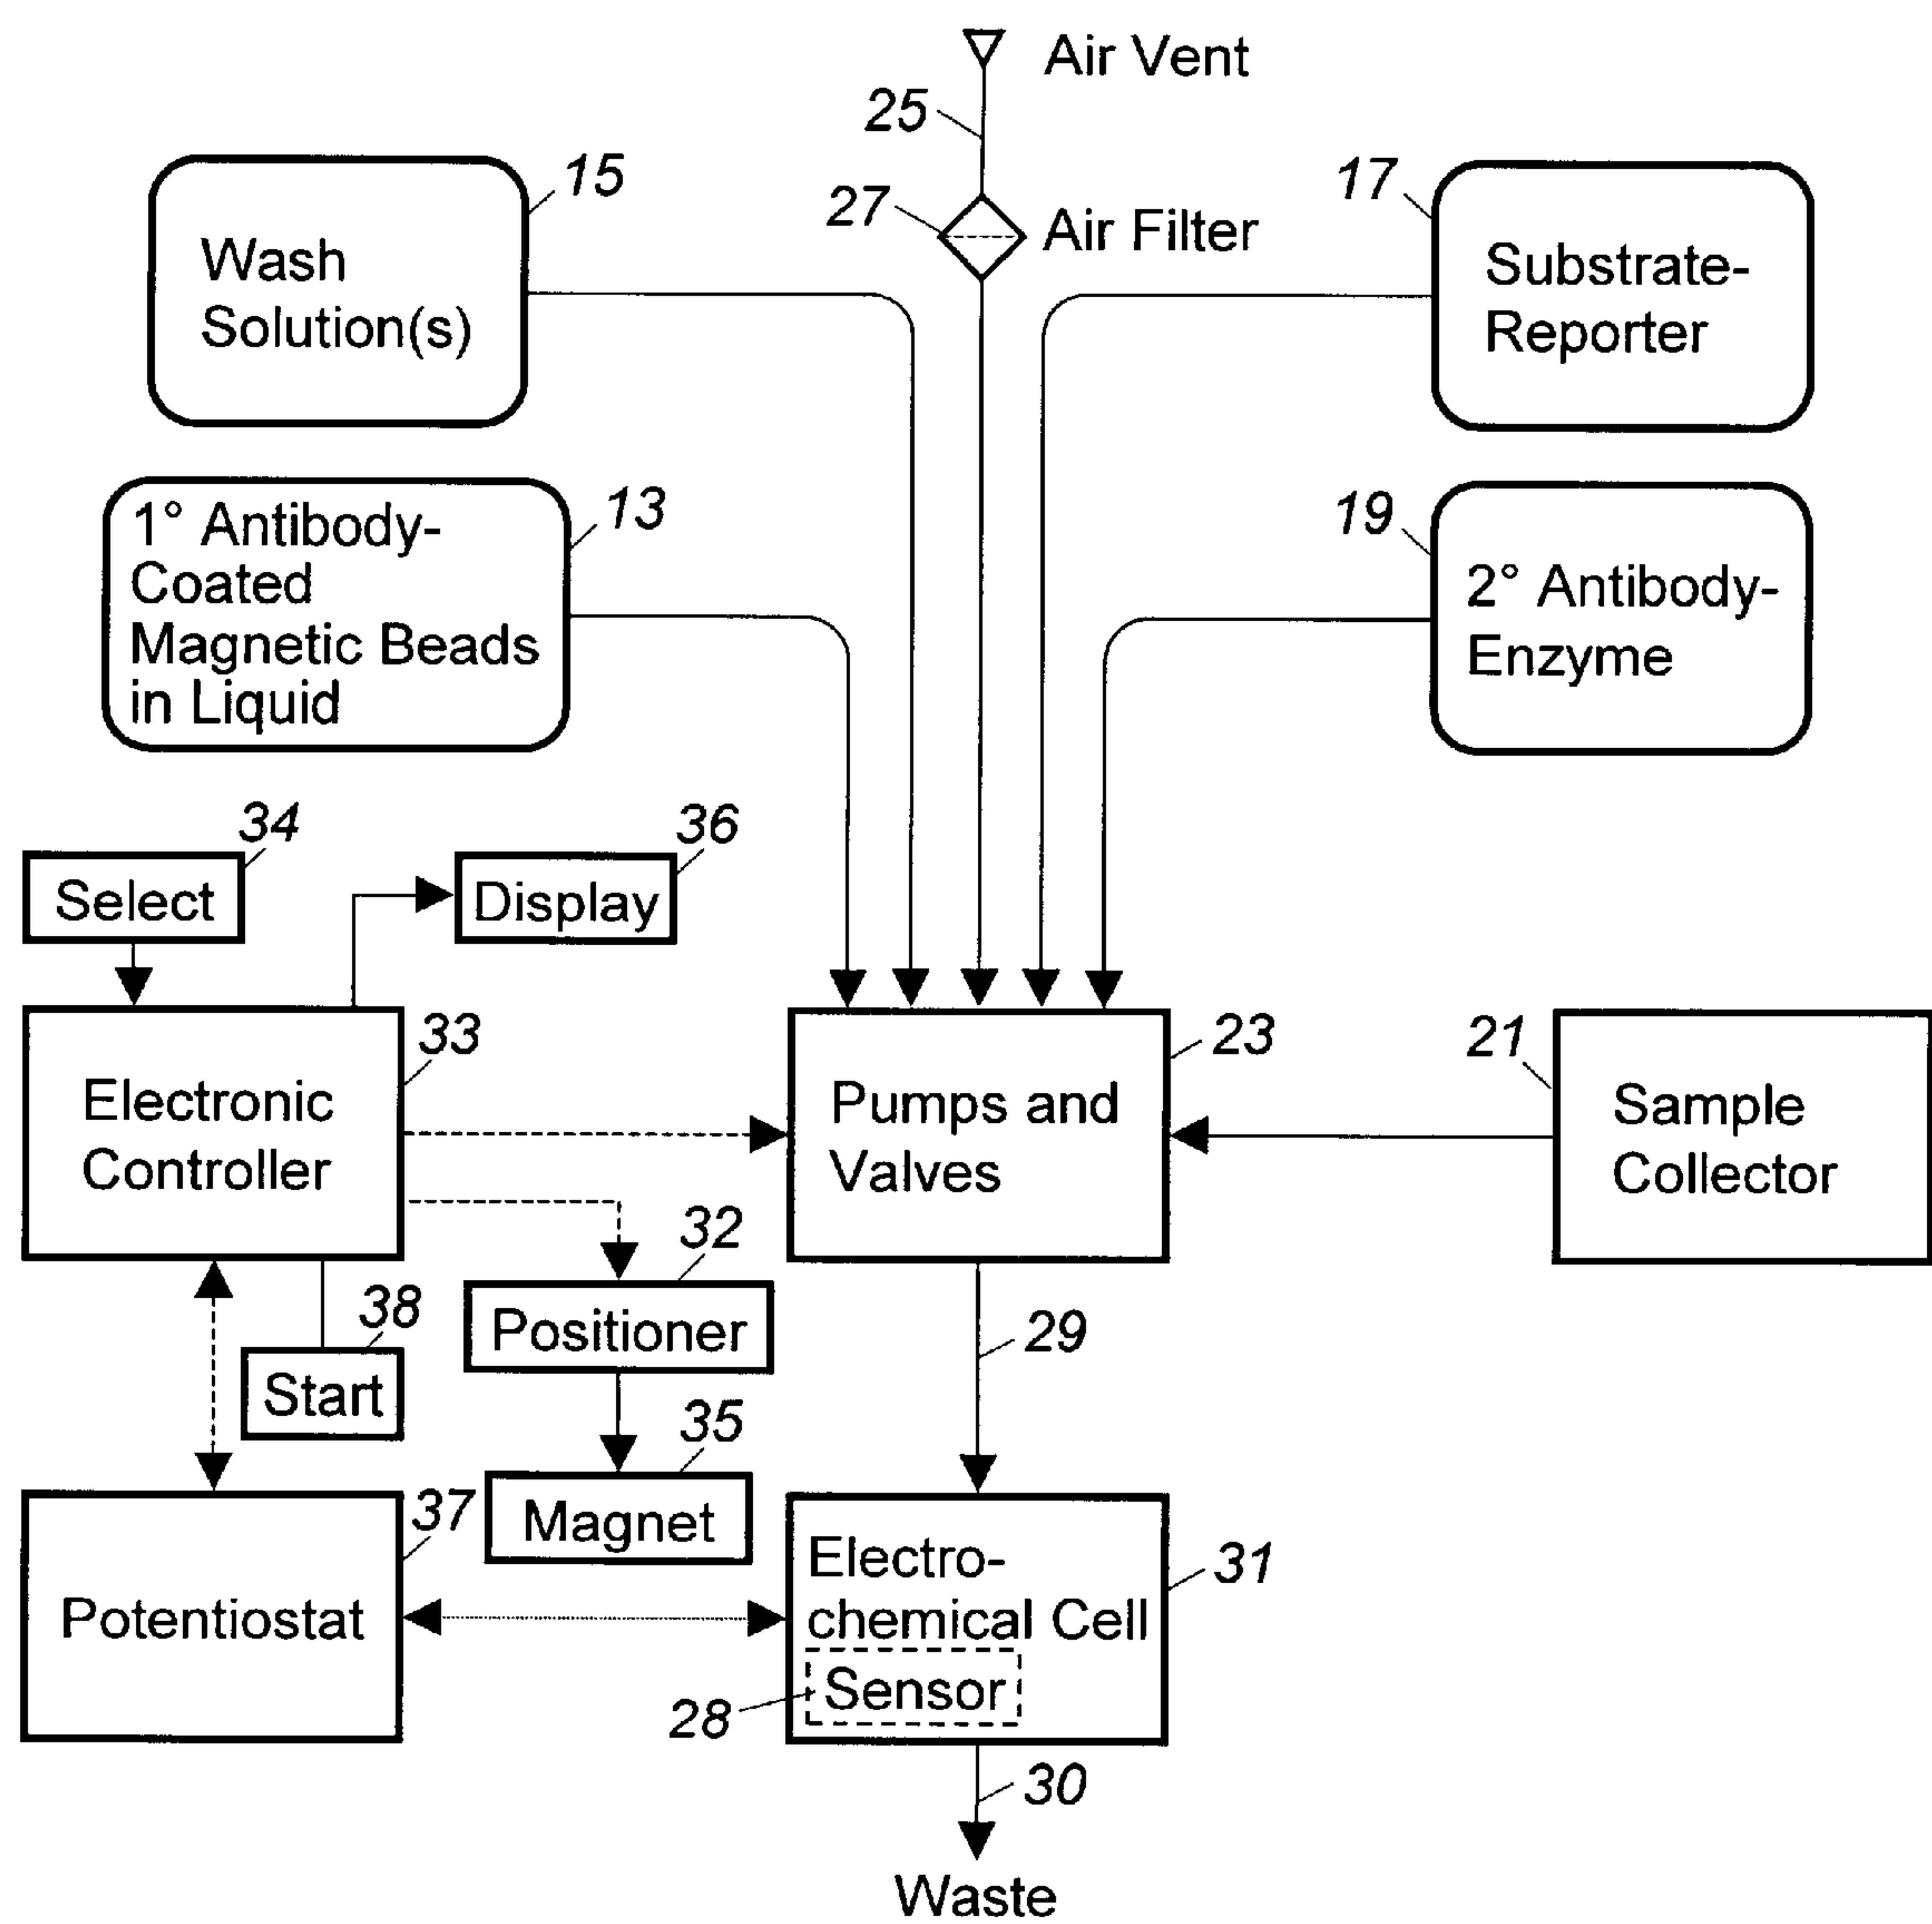 Air Vent
25
15
17
27
Air Filter
Wash
Solution(s)
Substrate-
Reporter
13
19
1° Antibody-
Coated
Magnetic Beads
in Liquid
2° Antibody-
Enzyme
34
36
Select
Display
33
23
21
Electronic
Controller
Pumps and
Valves
Sample
Collector
32
38
Positioner
29
Start
35
37
Magnet
31
Potentiostat
Electro-
chemical Cell
Sensor
28
30
Waste